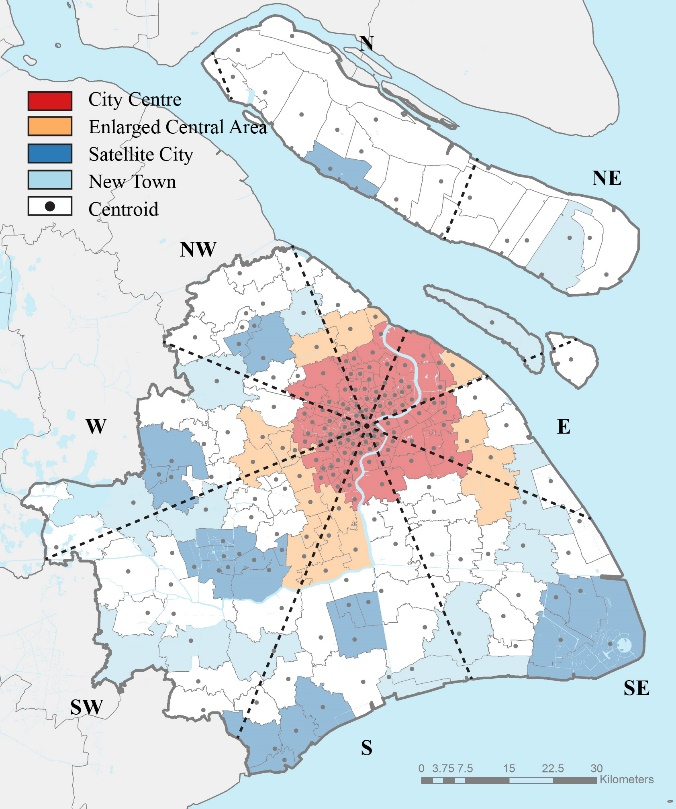 N
City Centre
Enlarged Central Area
Satellite City
New Town
Centroid
NE
NW
W
E
SE
SW
S
0 3.75 7.5 15 22.5 30
Kilometers